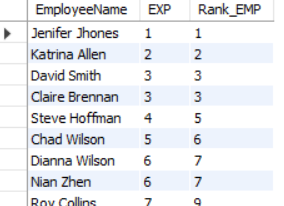 EmployeeName EXP Rank_EMP
Jenifer Jhones 1 1
Katrina Allen 2 2
David Smith 3 3
Claire Brennan 3 3
Steve Hoffman 4 5
Chad Wilson 5 6
Dianna Wilson 6 7
Nian Zhen 6 7
Roy Collins 7 9